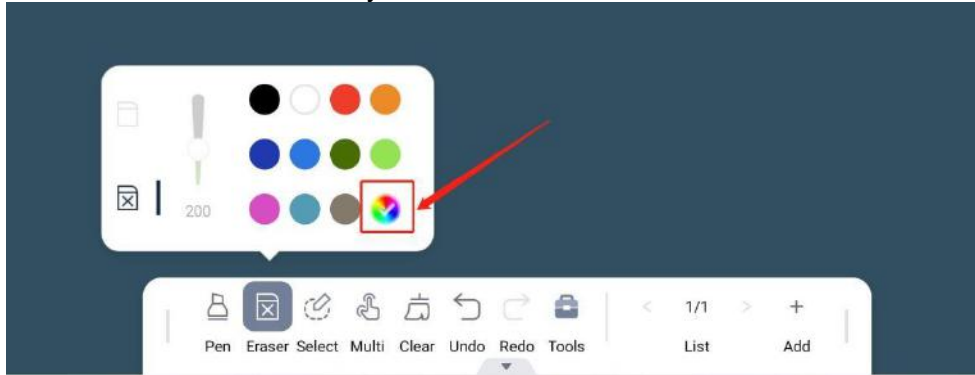 200
Pen Eraser Select Multi Clear Undo Redo Tools
< 1/1 > +
List Add